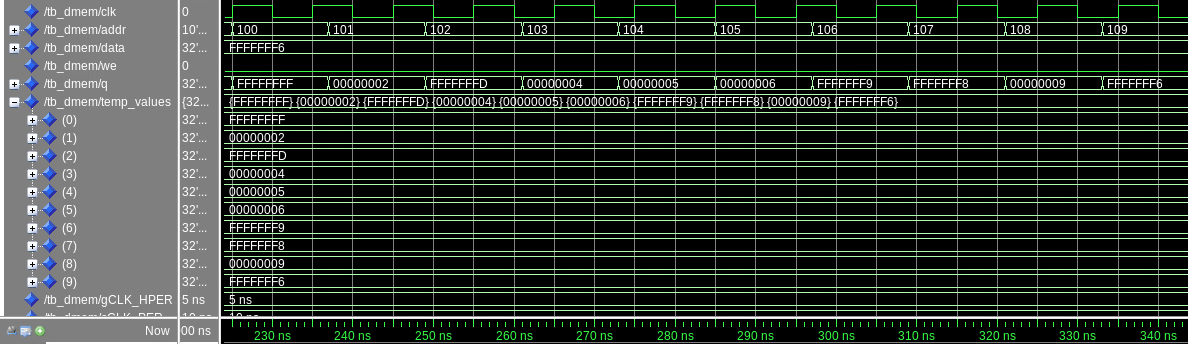 /tb_dmem/clk 0
/tb_dmem/addr 10'... 100 101 102 103 104 105 106 107 108 109
/tb_dmem/data 32'... FFFFFFF6
/tb_dmem/we 0
/tb_dmem/q 32'... FFFFFFFF 00000002 FFFFFFFD 00000004 00000005 00000006 FFFFFFF9 FFFFFFF8 00000009 FFFFFFF6
/tb_dmem/temp_values {32... {FFFFFFFF} {00000002} {FFFFFFFD} {00000004} {00000005} {00000006} {FFFFFFF9} {FFFFFFF8} {00000009} {FFFFFFF6}
(0) 32'... FFFFFFFF
(1) 32'... 00000002
(2) 32'... FFFFFFFD
(3) 32'... 00000004
(4) 32'... 00000005
(5) 32'... 00000006
(6) 32'... FFFFFFF9
(7) 32'... FFFFFFF8
(8) 32'... 00000009
(9) 32'... FFFFFFF6
/tb_dmem/gCLK_HPER 5 ns 5 ns
Now 00 ns 230 ns 240 ns 250 ns 260 ns 270 ns 280 ns 290 ns 300 ns 310 ns 320 ns 330 ns 340 ns